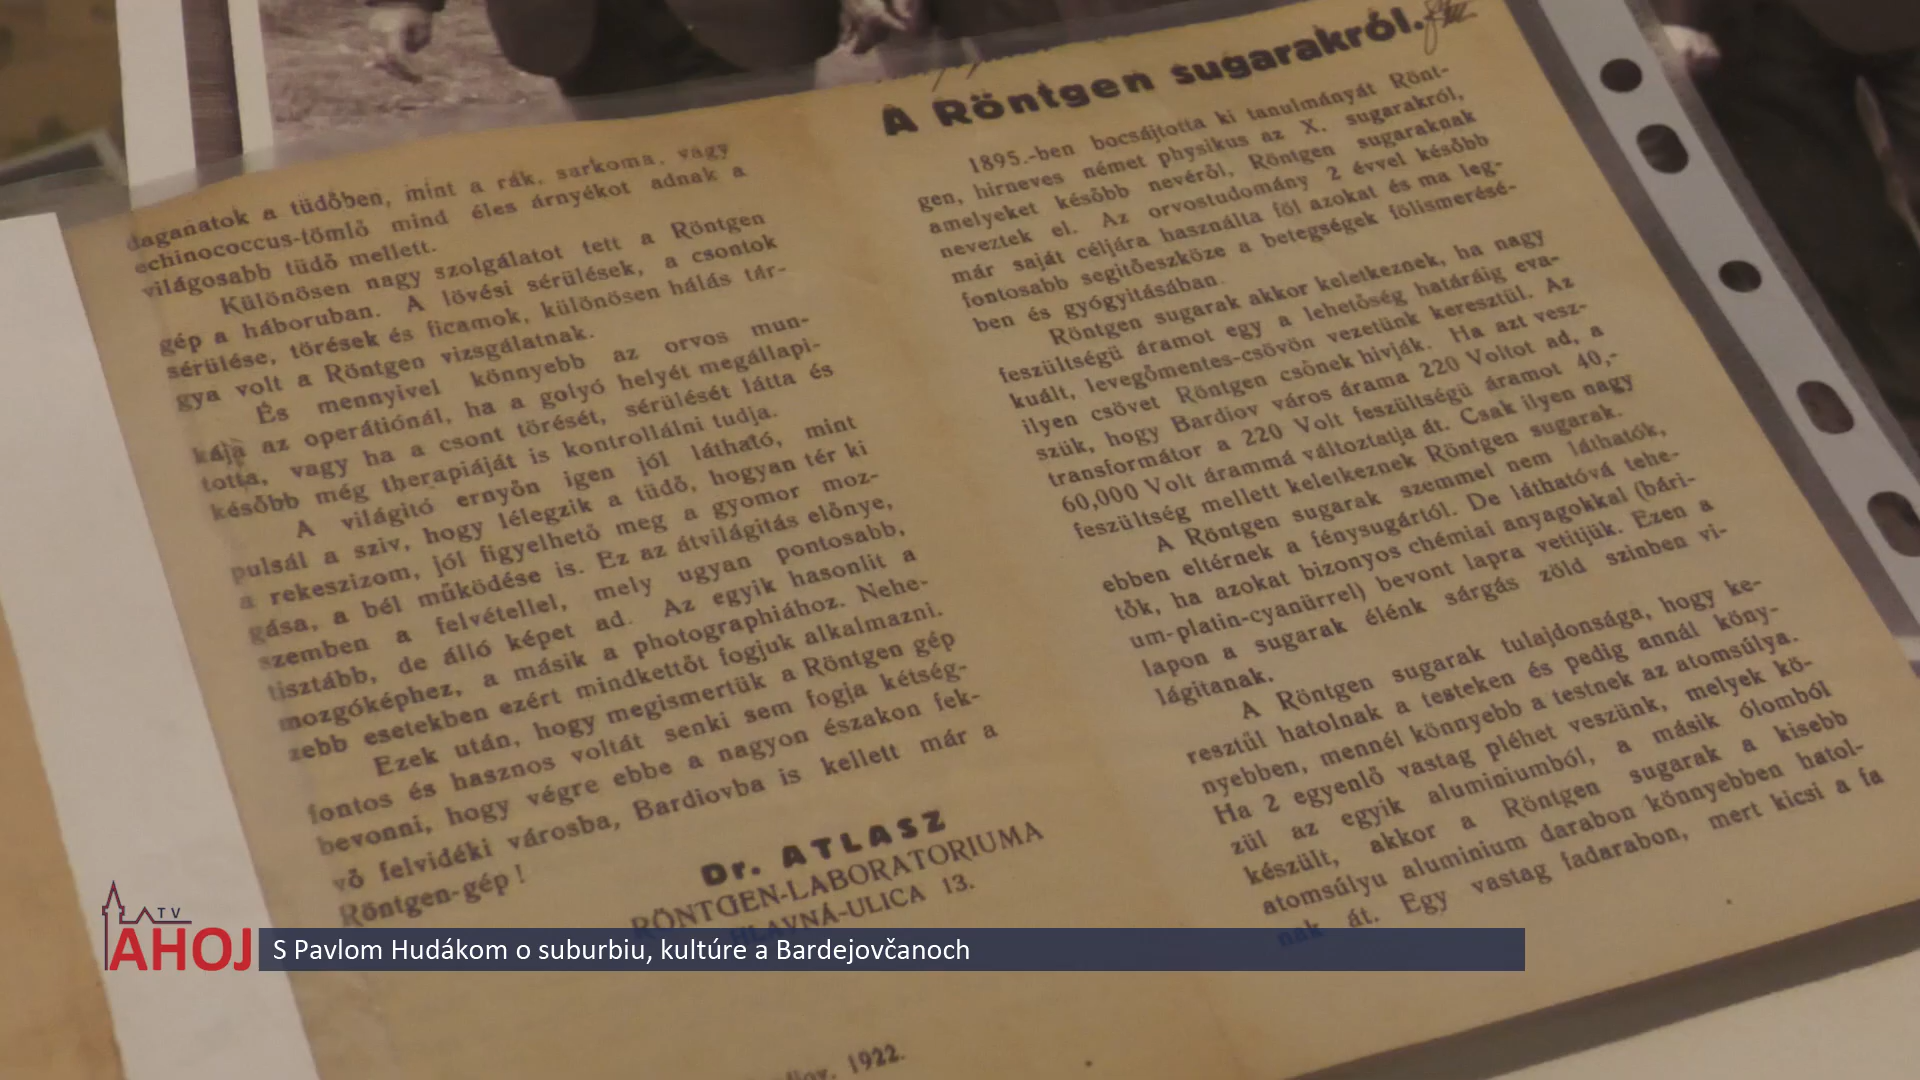 daganatok a tüdőben, mint a rák, sarkoma, vagy
echinococcus-tömlő mind éles árnyékot adnak a
világosabb tüdő mellett.
Különösen nagy szolgálatot tett a Röntgen
gép a háboruban. A lövési sérülések, a csontok
sérülése, törések és ficamok, különösen hálás tár-
gya volt a Röntgen vizsgálatnak.
És mennyivel könnyebb az orvos mun-
kája az operátiónál, ha a golyó helyét megállapi-
totta, vagy ha a csont törését, sérülését látta és
később még therapiáját is kontrollálni tudja.
A világitó ernyőn igen jól látható, mint
pulsál a sziv, hogy lélegzik a tüdő, hogyan tér ki
a rekeszizom, jól figyelhető meg a gyomor moz-
gása, a bél működése is. Ez az átvilágitás előnye,
szemben a felvétellel, mely ugyan pontosabb,
tisztább, de álló képet ad. Az egyik hasonlit a
mozgóképhez, a másik a photographiához. Nehe-
zebb esetekben ezért mindkettőt fogjuk alkalmazni.
Ezek után, hogy megismertük a Röntgen gép
fontos és hasznos voltát senki sem fogja kétség-
bevonni, hogy végre ebbe a nagyon északon fek-
vő felvidéki városba, Bardiovba is kellett már a
Röntgen-gép!
Dr. ATLASZ
RÖNTGEN-LABORATORIUMA
HLAVNÁ-ULICA 13.
1922.
A Röntgen sugarakról.
1895.-ben bocsájtotta ki tanulmányát Rönt-
gen, hirneves német physikus az X. sugarakról,
amelyeket később nevéről, Röntgen sugaraknak
neveztek el. Az orvostudomány 2 évvel később
már saját céljára használta föl azokat és ma leg-
fontosabb segitőeszköze a betegségek fölismerésé-
ben és gyógyitásában.
Röntgen sugarak akkor keletkeznek, ha nagy
feszültségü áramot egy a lehetőség határáig eva-
kuált, levegőmentes-csövön vezetünk keresztül. Az
ilyen csövet Röntgen csőnek hivják. Ha azt vesz-
szük, hogy Bardiov város árama 220 Voltot ad, a
transformátor a 220 Volt feszültségü áramot 40,-
60,000 Volt árammá változtatja át. Csak ilyen nagy
feszültség mellett keletkeznek Röntgen sugarak.
A Röntgen sugarak szemmel nem láthatók,
ebben eltérnek a fénysugártól. De láthatóvá tehe-
tők, ha azokat bizonyos chémiai anyagokkal (bári-
um-platin-cyanürrel) bevont lapra vetitjük. Ezen a
lapon a sugarak élénk sárgás zöld szinben vi-
lágitanak.
A Röntgen sugarak tulajdonsága, hogy ke-
resztül hatolnak a testeken és pedig annál köny-
nyebben, mennél könnyebb a testnek az atomsúlya.
Ha 2 egyenlő vastag pléhet veszünk, melyek kö-
zül az egyik aluminiumból, a másik ólomból
készült, akkor a Röntgen sugarak a kisebb
atomsúlyu aluminium darabon könnyebben hatol-
nak át. Egy vastag fadarabon, mert kicsi a fa
TV
AHOJ
S Pavlom Hudákom o suburbiu, kultúre a Bardejovčanoch